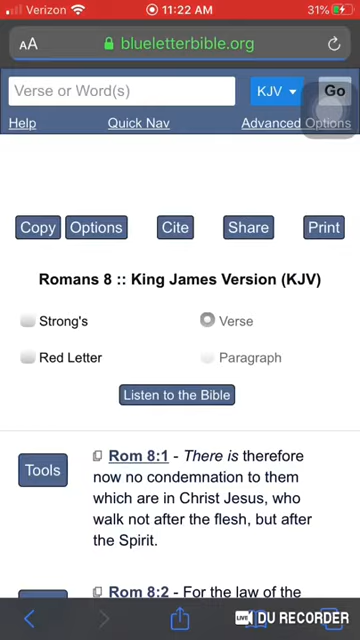 Verizon 11:22 AM 31%
AA blueletterbible.org
Verse or Word(s) KJV Go
Help Quick Nav Advanced Options
Copy Options Cite Share Print
Romans 8 :: King James Version (KJV)
Strong's Verse
Red Letter Paragraph
Listen to the Bible
Tools
Rom 8:1 - There is therefore
now no condemnation to them
which are in Christ Jesus, who
walk not after the flesh, but after
the Spirit.
Rom 8:2 - For the law of the
LIVE DU RECORDER